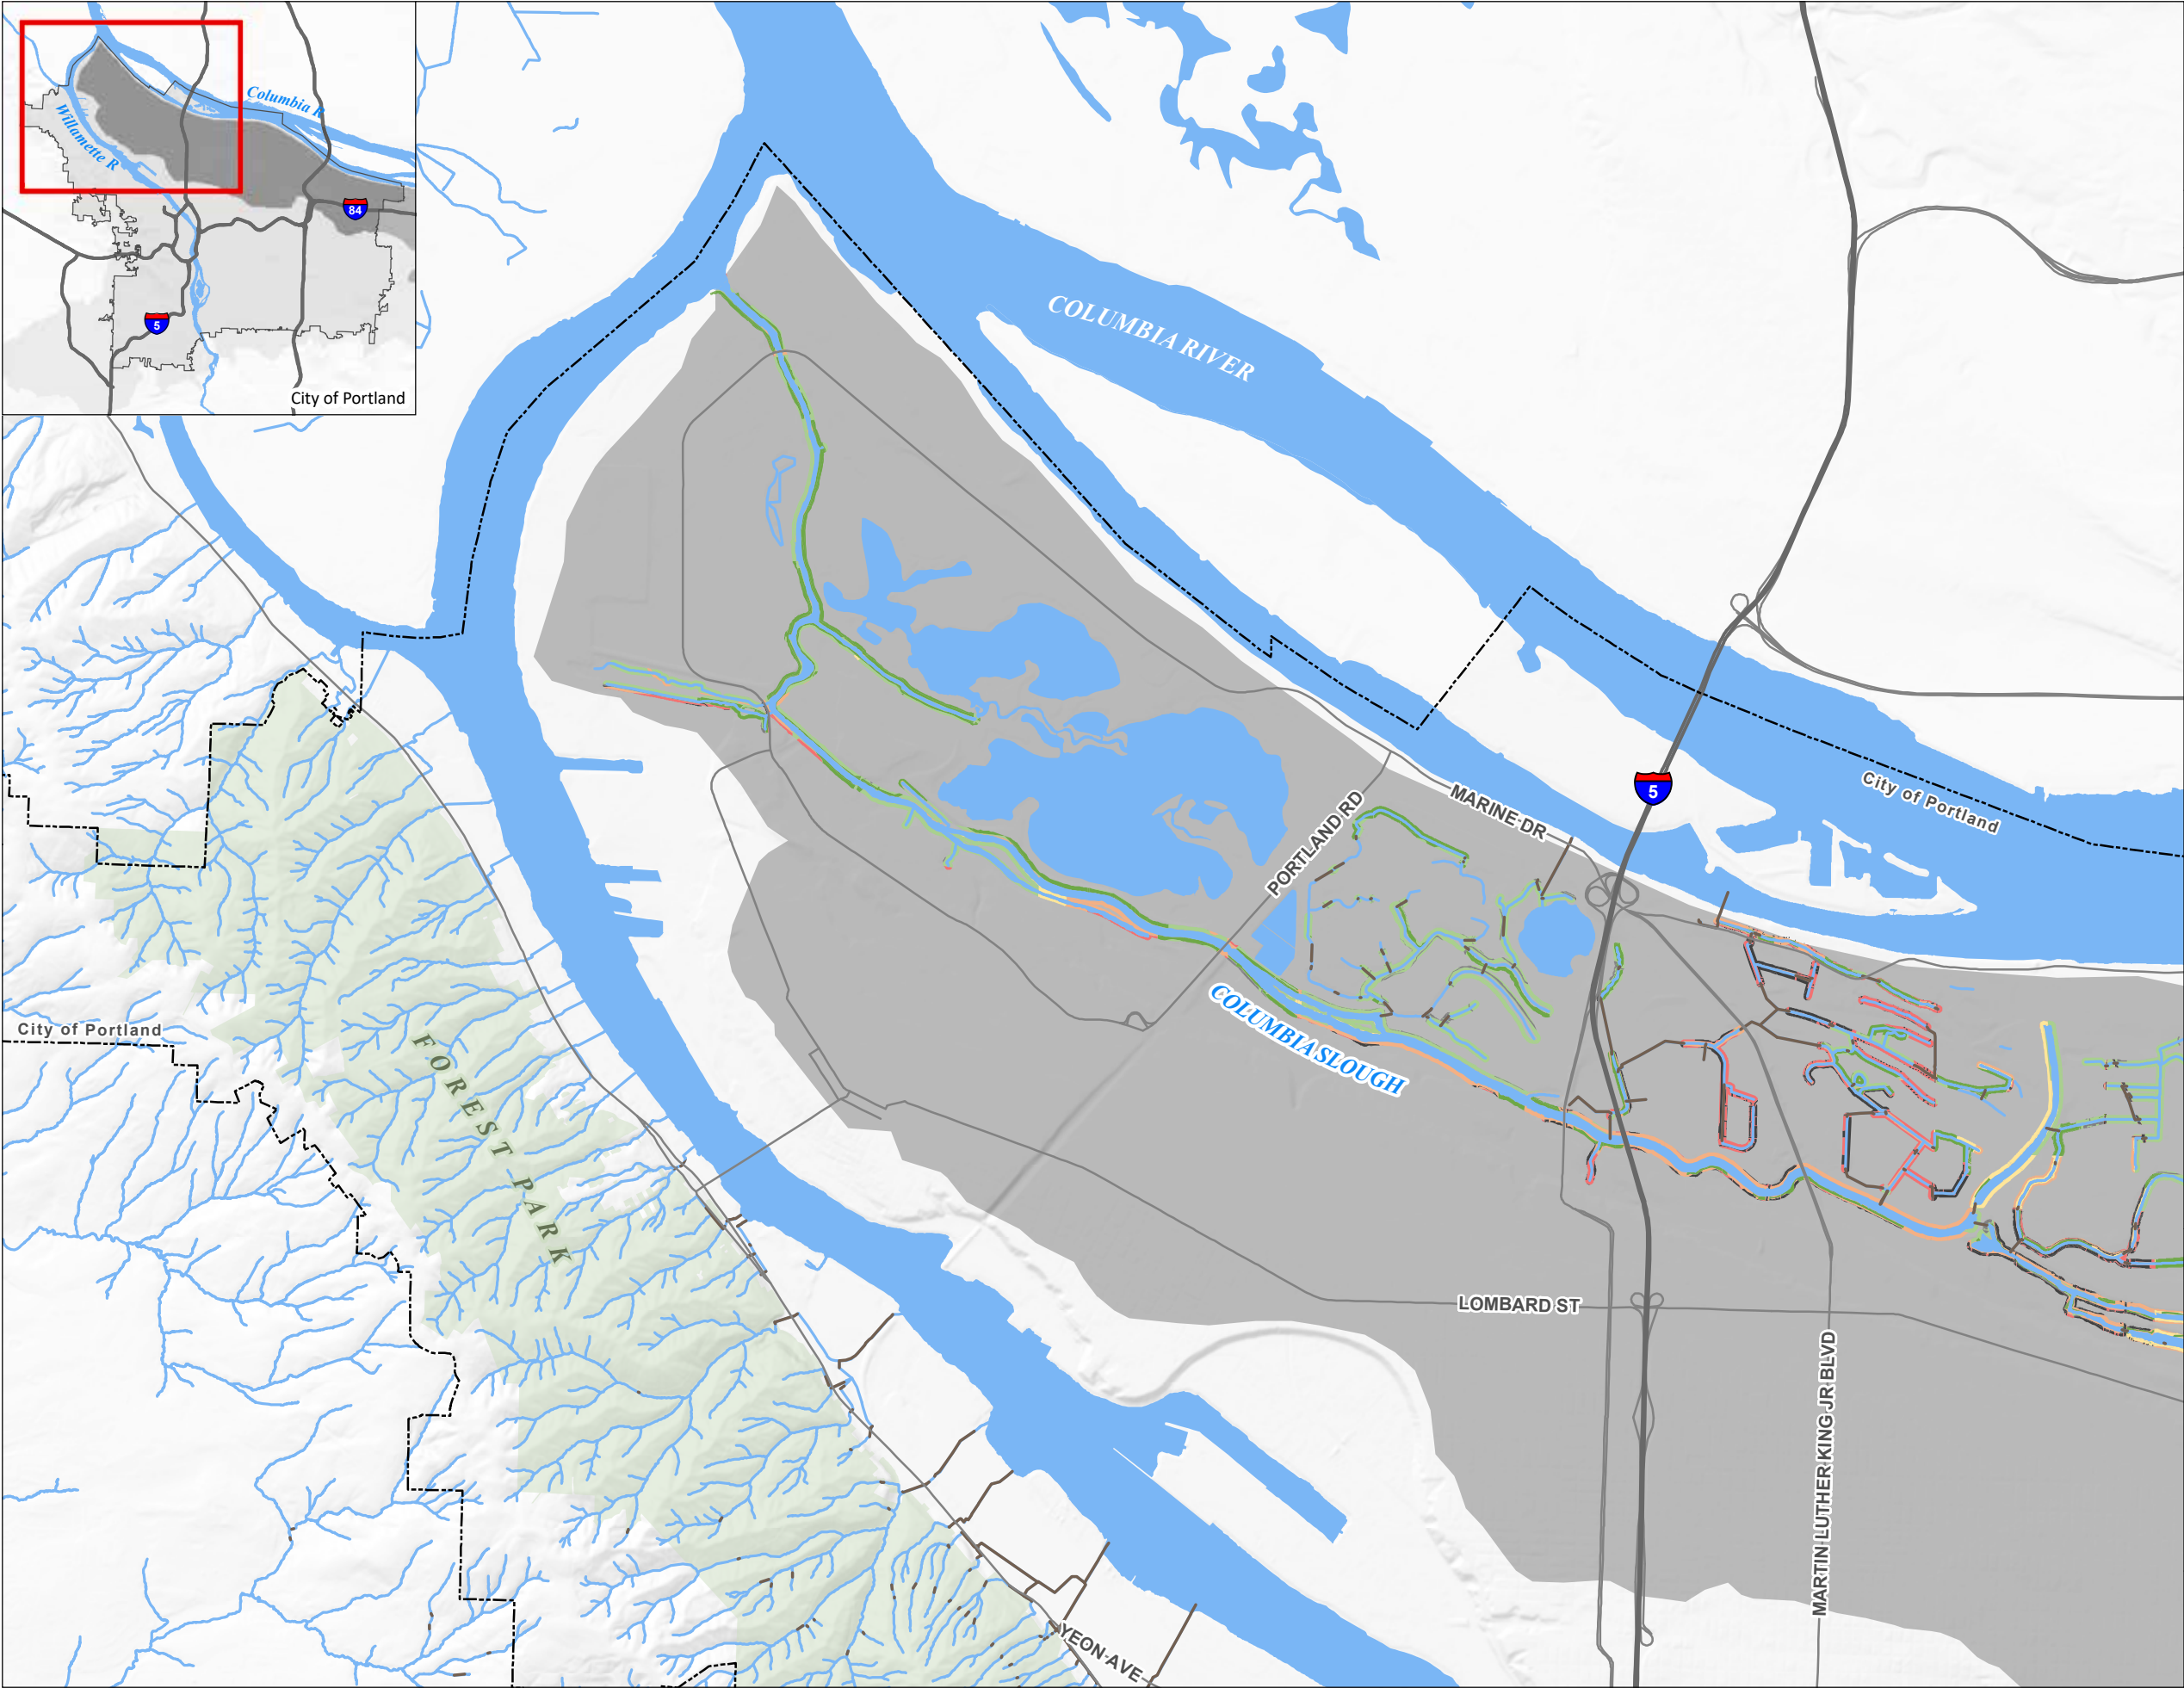 Columbia R
Willamette R
84
5
City of Portland
COLUMBIA RIVER
5
City of Portland
MARINE DR
PORTLAND RD
COLUMBIA SLOUGH
City of Portland
FOREST PARK
LOMBARD ST
MARTIN LUTHER KING JR BLVD
YEON AVE